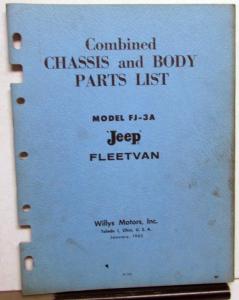 Combined
CHASSIS and BODY
PARTS LIST
MODEL FJ-3A
"Jeep"
FLEETVAN
Willys Motors, Inc.
Toledo 1, Ohio, U. S. A.